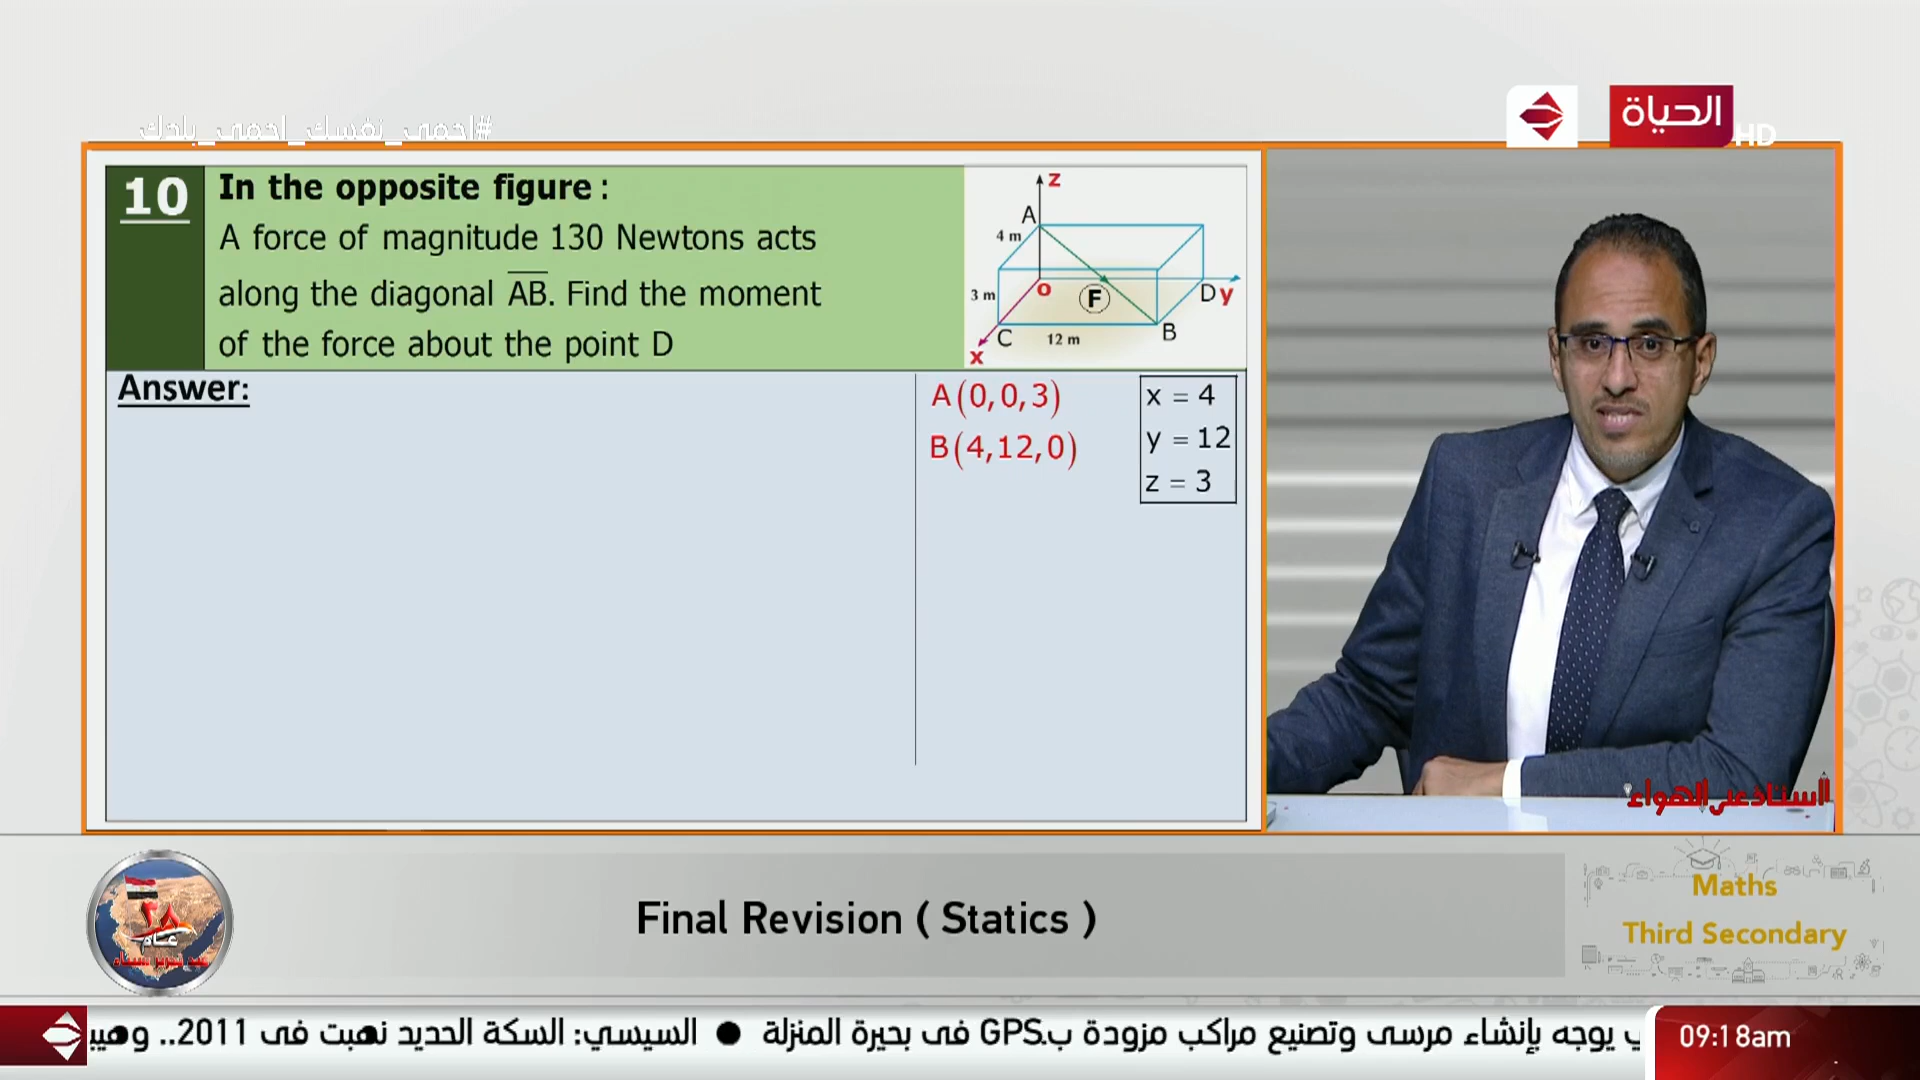 #احمي_نفسك_احمي_بلدك
الحياة
HD
10
In the opposite figure :
A force of magnitude 130 Newtons acts
along the diagonal AB. Find the moment
of the force about the point D
z
A
4 m
3 m
o
F
D y
C
12 m
B
x
Answer:
A(0,0,3)
B(4,12,0)
x = 4
y = 12
z = 3
أستاذ على الهواء
٣٨
عام
Final Revision ( Statics )
Maths
Third Secondary
ي يوجه بإنشاء مرسى وتصنيع مراكب مزودة بـGPS فى بحيرة المنزلة ● السيسي: السكة الحديد نهبت فى 2011.. و
09:18am